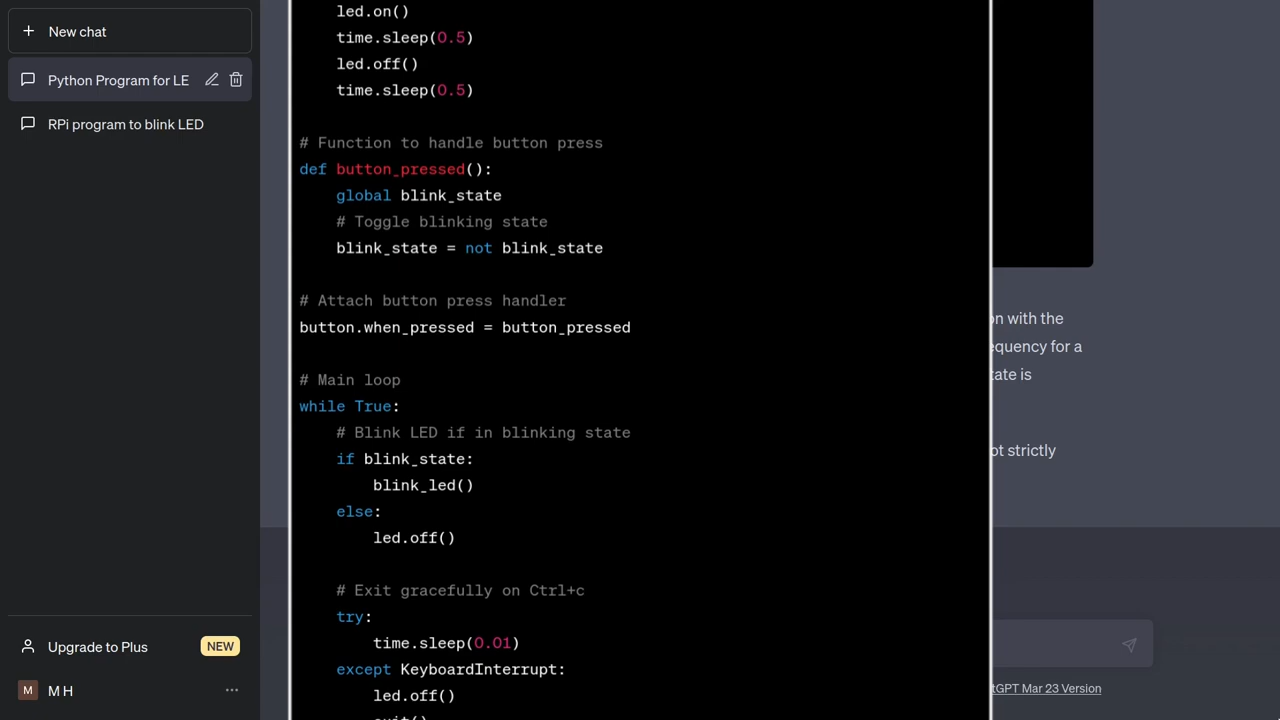 New chat
Python Program for LE
RPi program to blink LED
Upgrade to Plus
NEW
M
M H
led.on()
time.sleep(0.5)
led.off()
time.sleep(0.5)
# Function to handle button press
def button_pressed():
global blink_state
# Toggle blinking state
blink_state = not blink_state
# Attach button press handler
button.when_pressed = button_pressed
# Main loop
while True:
# Blink LED if in blinking state
if blink_state:
blink_led()
else:
led.off()
# Exit gracefully on Ctrl+c
try:
time.sleep(0.01)
except KeyboardInterrupt:
led.off()
exit()
on with the
equency for a
tate is
ot strictly
tGPT Mar 23 Version